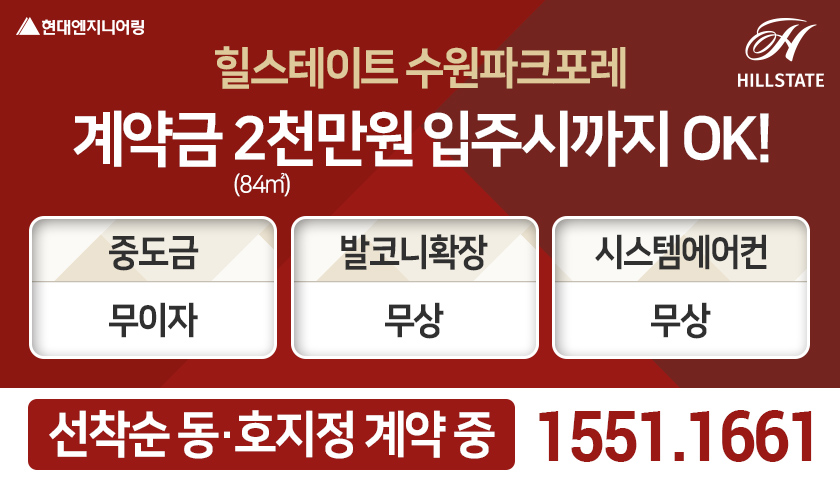 현대엔지니어링
힐스테이트 수원파크포레
HILLSTATE
계약금 2천만원 입주시까지 OK!
(84㎡)
중도금
무이자
발코니확장
무상
시스템에어컨
무상
선착순 동·호지정 계약 중
1551.1661